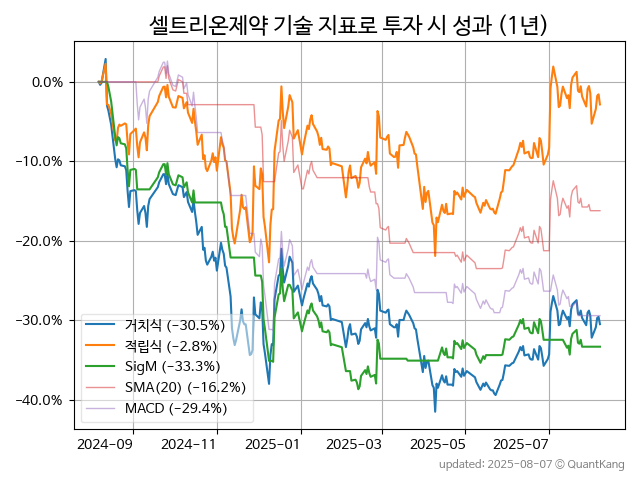 셀트리온제약 기술 지표로 투자 시 성과 (1년)
0.0%
−10.0%
−20.0%
−30.0%
−40.0%
거치식 (−30.5%)
적립식 (−2.8%)
SigM (−33.3%)
SMA(20) (−16.2%)
MACD (−29.4%)
2024−09
2024−11
2025−01
2025−03
2025−05
2025−07
updated: 2025−08−07 © QuantKang